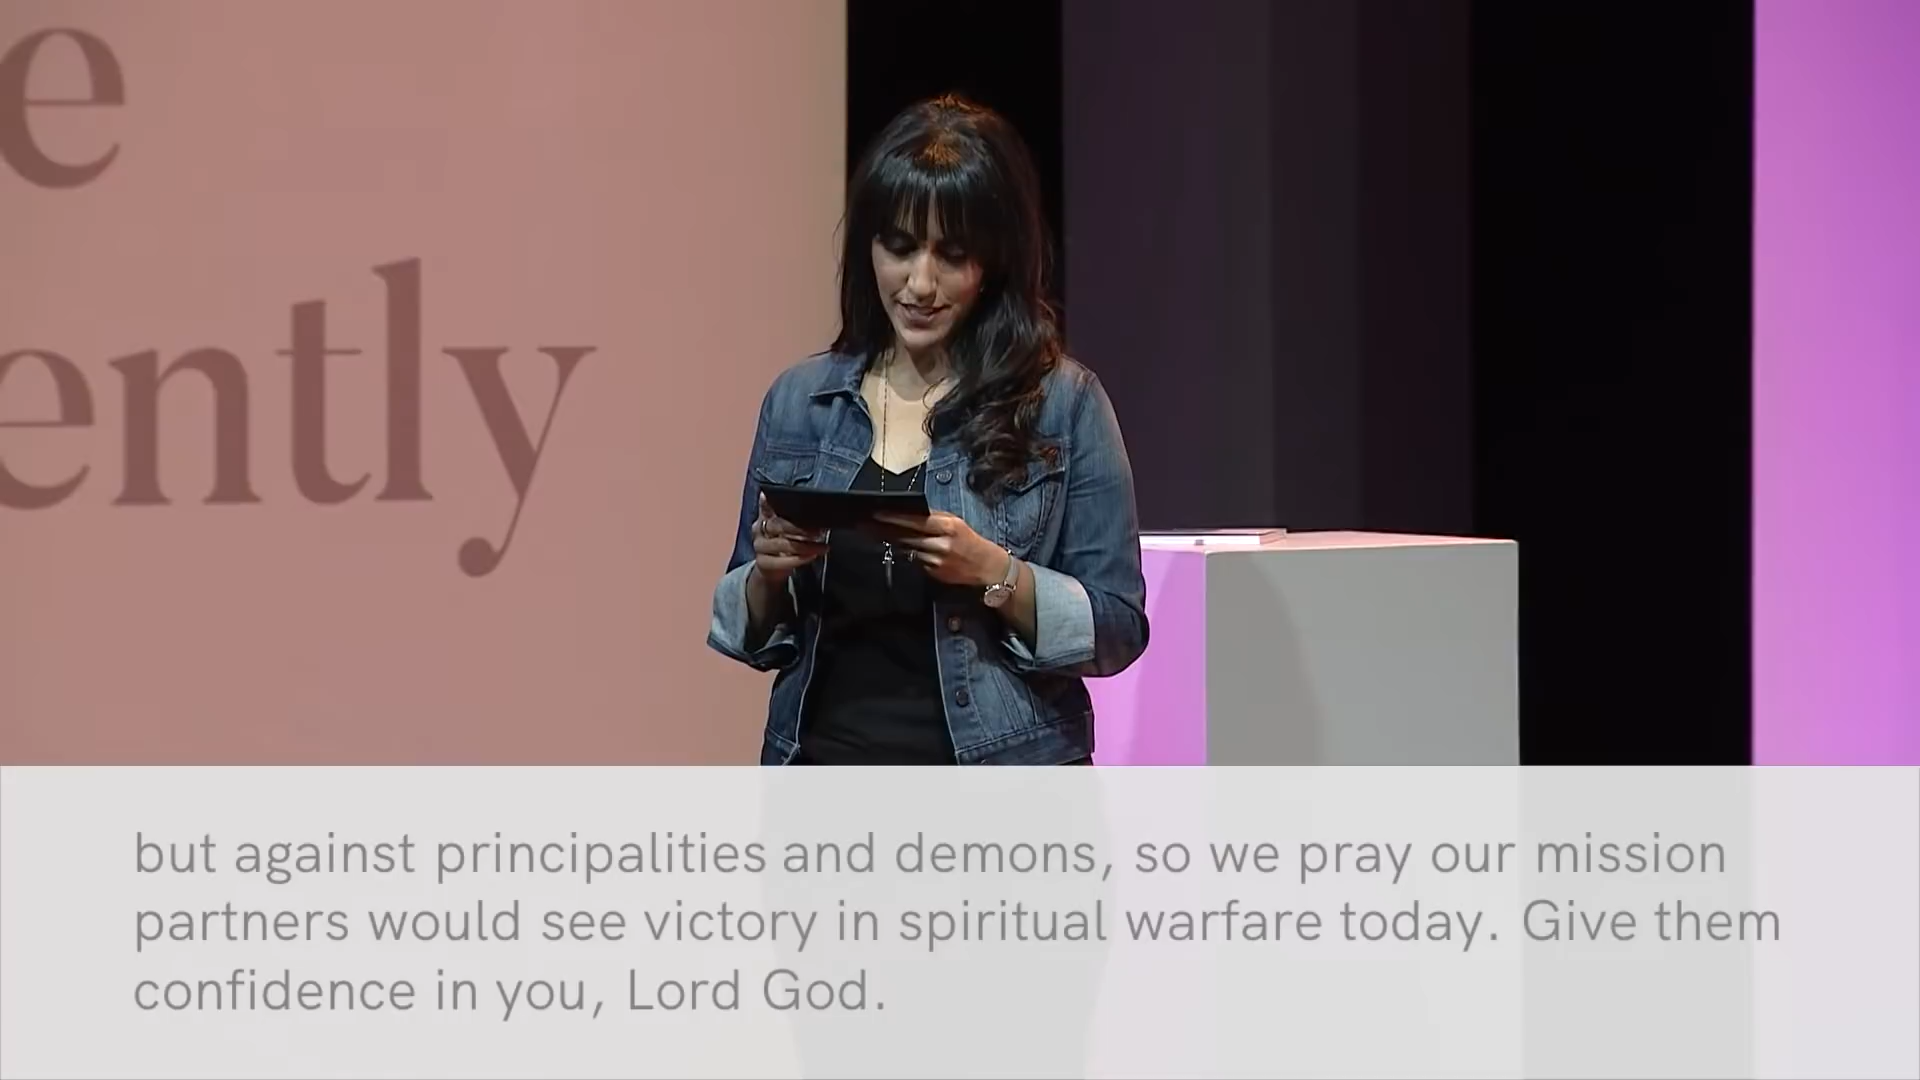 e
ently
but against principalities and demons, so we pray our mission
partners would see victory in spiritual warfare today. Give them
confidence in you, Lord God.